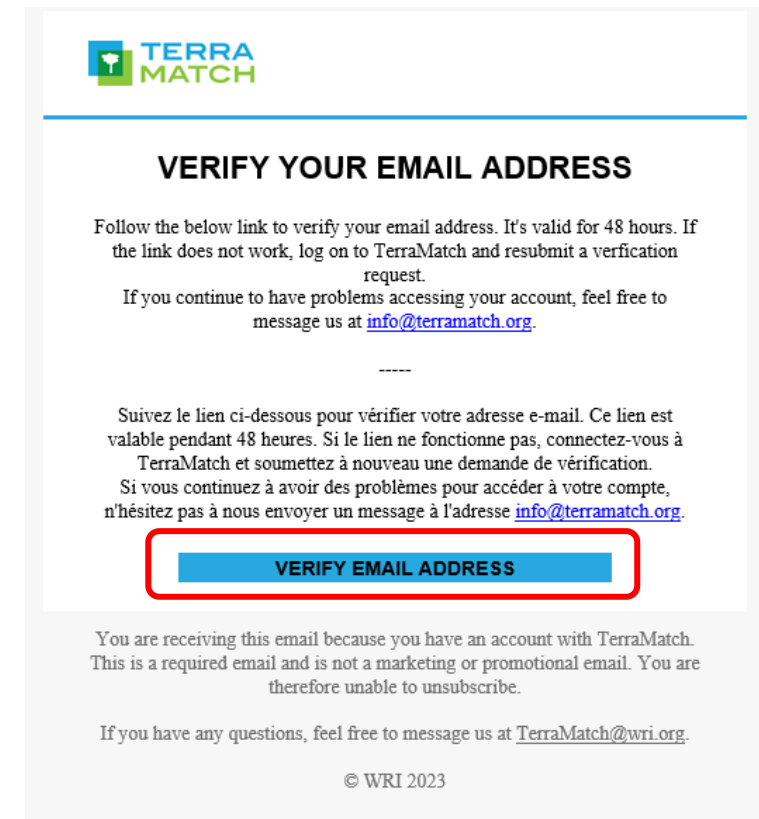 TERRA
MATCH
VERIFY YOUR EMAIL ADDRESS
Follow the below link to verify your email address. It's valid for 48 hours. If
the link does not work, log on to TerraMatch and resubmit a verfication
request.
If you continue to have problems accessing your account, feel free to
message us at info@terramatch.org.
-----
Suivez le lien ci-dessous pour vérifier votre adresse e-mail. Ce lien est
valable pendant 48 heures. Si le lien ne fonctionne pas, connectez-vous à
TerraMatch et soumettez à nouveau une demande de vérification.
Si vous continuez à avoir des problèmes pour accéder à votre compte,
n'hésitez pas à nous envoyer un message à l'adresse info@terramatch.org.
VERIFY EMAIL ADDRESS
You are receiving this email because you have an account with TerraMatch.
This is a required email and is not a marketing or promotional email. You are
therefore unable to unsubscribe.
If you have any questions, feel free to message us at TerraMatch@wri.org.
© WRI 2023